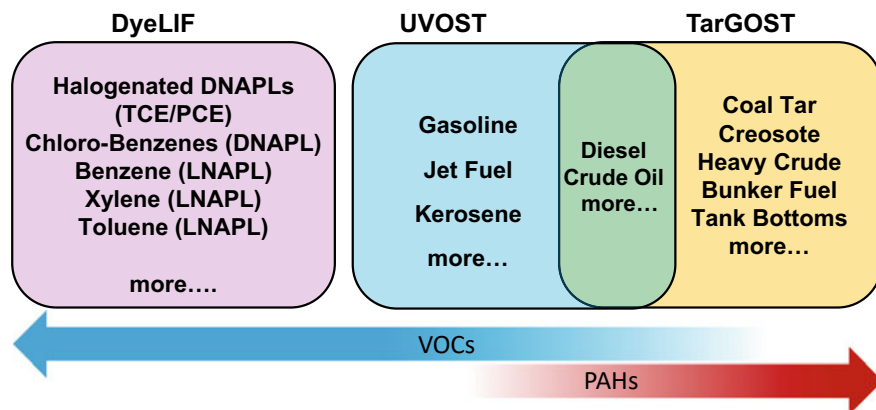 DyeLIF
UVOST
TarGOST
Halogenated DNAPLs
(TCE/PCE)
Chloro-Benzenes (DNAPL)
Benzene (LNAPL)
Xylene (LNAPL)
Toluene (LNAPL)
more....
Gasoline
Jet Fuel
Kerosene
more...
Diesel
Crude Oil
more...
Coal Tar
Creosote
Heavy Crude
Bunker Fuel
Tank Bottoms
more...
VOCs
PAHs